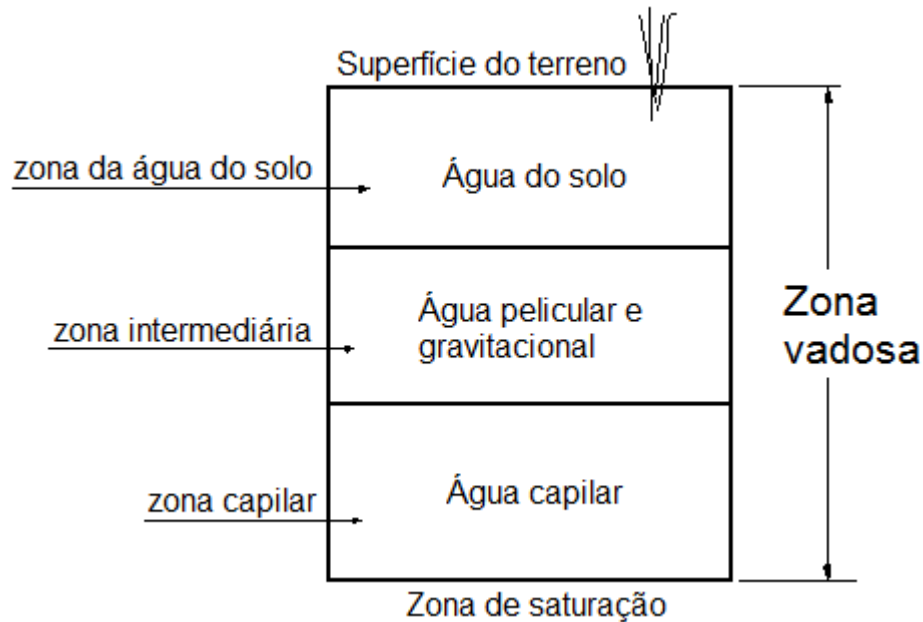 Superfície do terreno
zona da água do solo
Água do solo
zona intermediária
Água pelicular e
gravitacional
Zona
vadosa
zona capilar
Água capilar
Zona de saturação